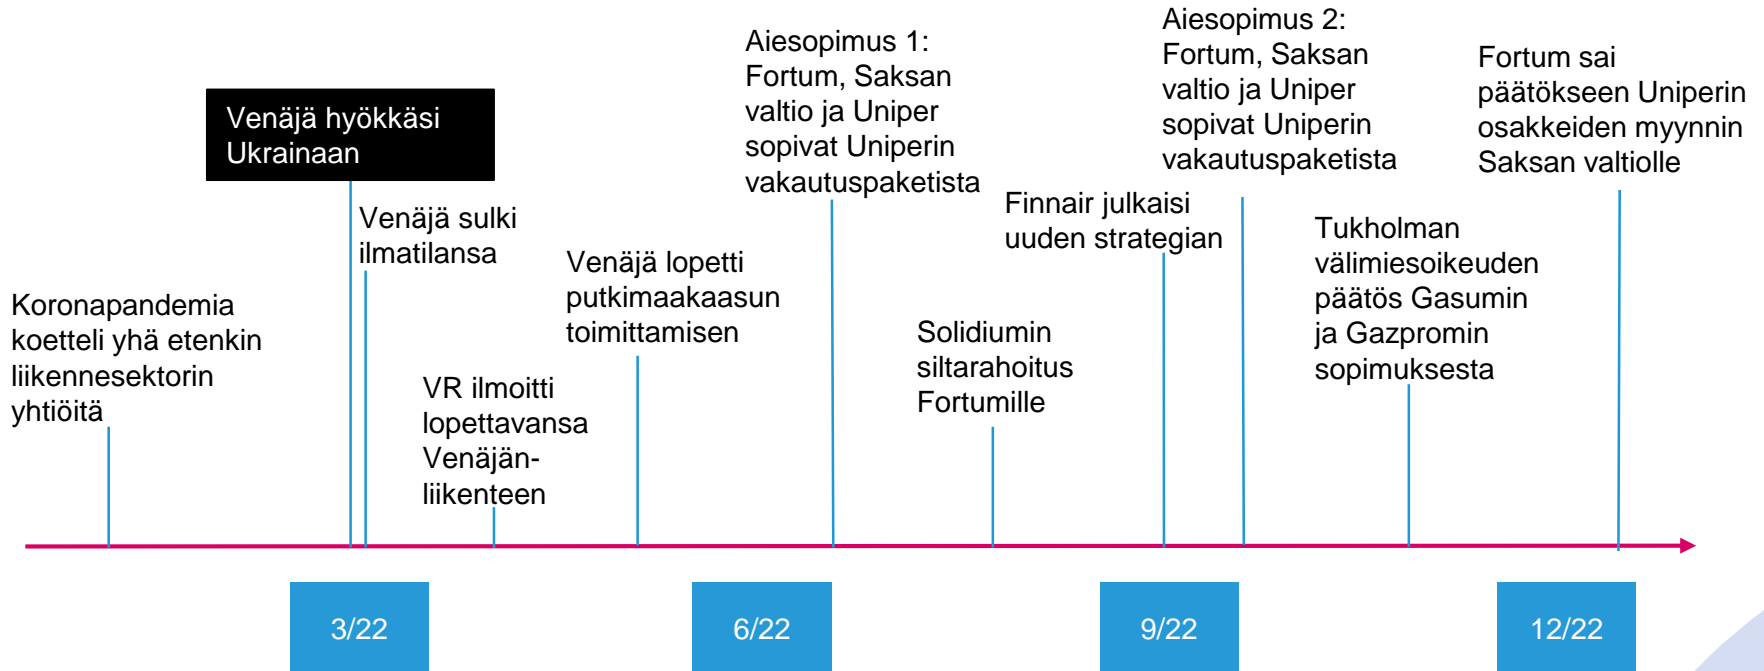 Koronapandemia
koetteli yhä etenkin
liikennesektorin
yhtiöitä
Venäjä hyökkäsi
Ukrainaan
Venäjä sulki
ilmatilansa
VR ilmoitti
lopettavansa
Venäjän-
liikenteen
Venäjä lopetti
putkimaakaasun
toimittamisen
Aiesopimus 1:
Fortum, Saksan
valtio ja Uniper
sopivat Uniperin
vakautuspaketista
Solidiumin
siltarahoitus
Fortumille
Finnair julkaisi
uuden strategian
Aiesopimus 2:
Fortum, Saksan
valtio ja Uniper
sopivat Uniperin
vakautuspaketista
Tukholman
välimiesoikeuden
päätös Gasumin
ja Gazpromin
sopimuksesta
Fortum sai
päätökseen Uniperin
osakkeiden myynnin
Saksan valtiolle
3/22
6/22
9/22
12/22